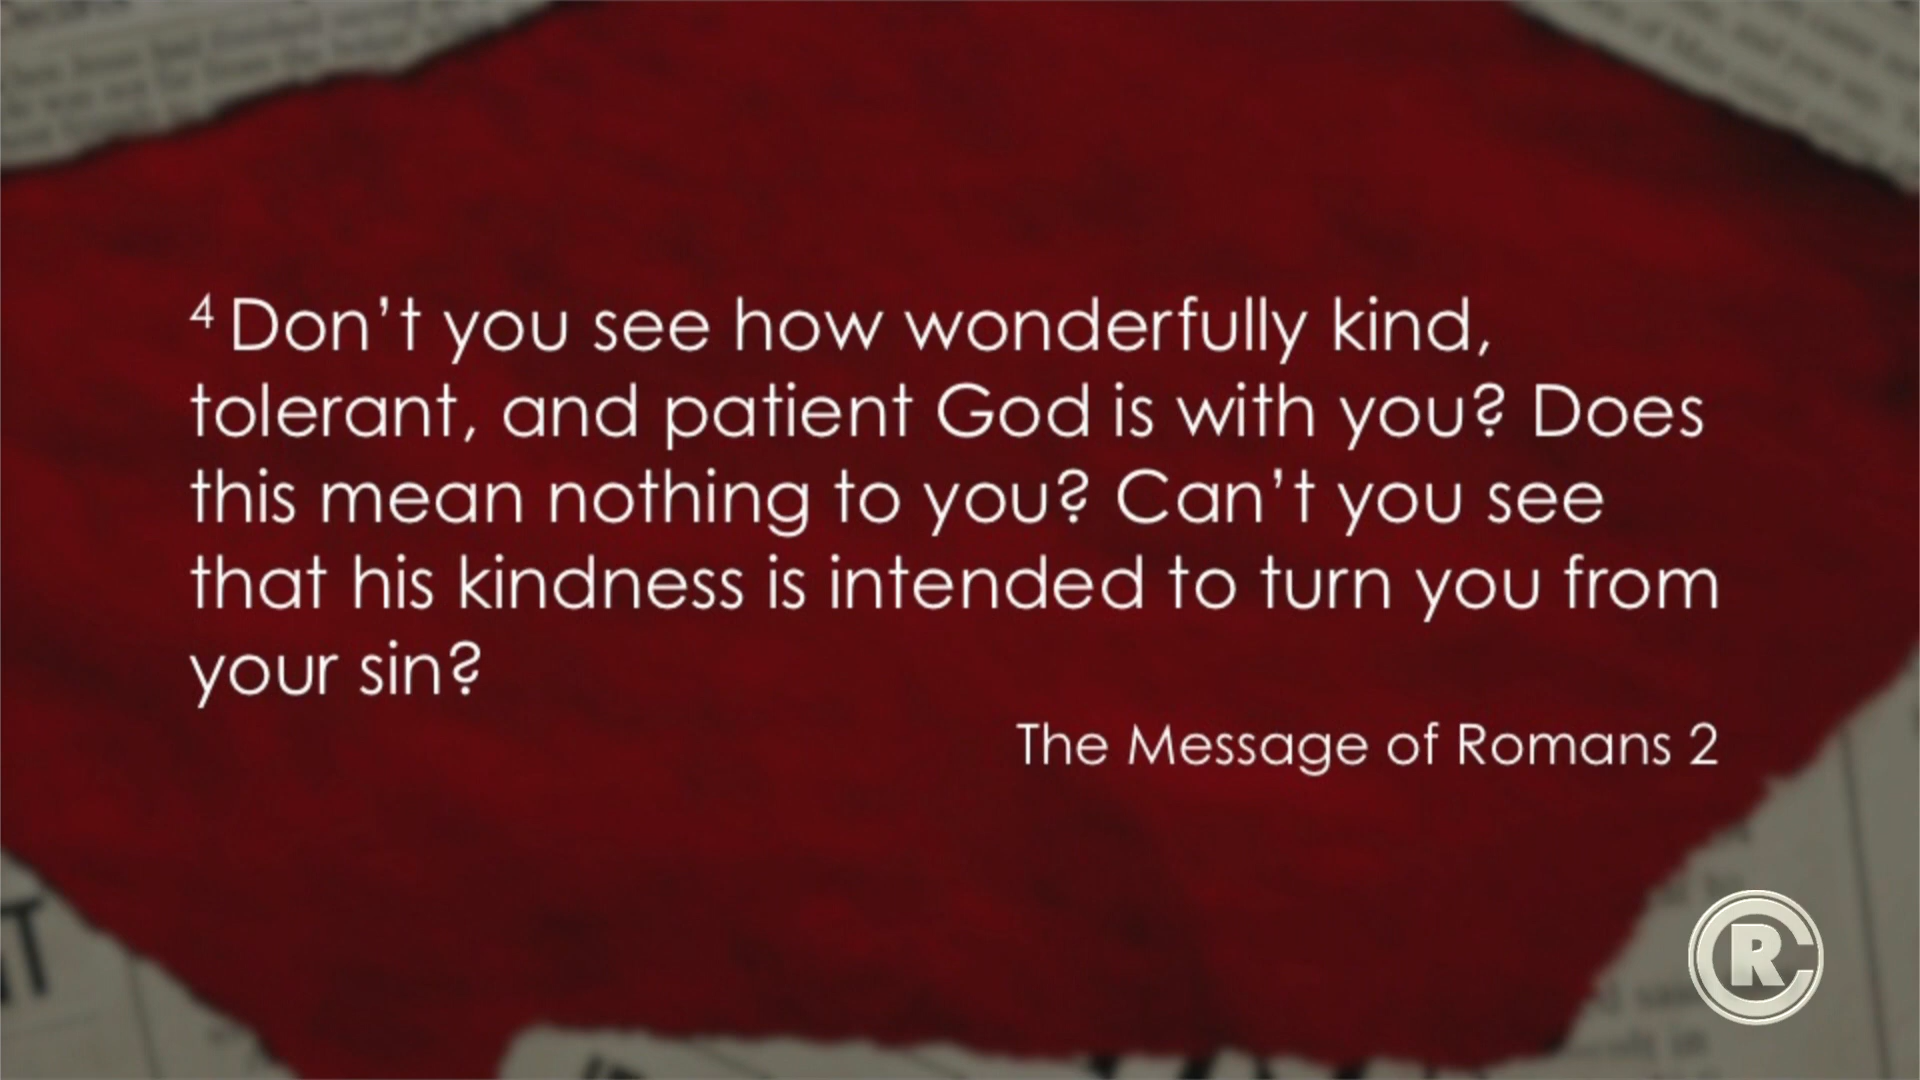 4 Don’t you see how wonderfully kind,
tolerant, and patient God is with you? Does
this mean nothing to you? Can’t you see
that his kindness is intended to turn you from
your sin?
The Message of Romans 2
RC